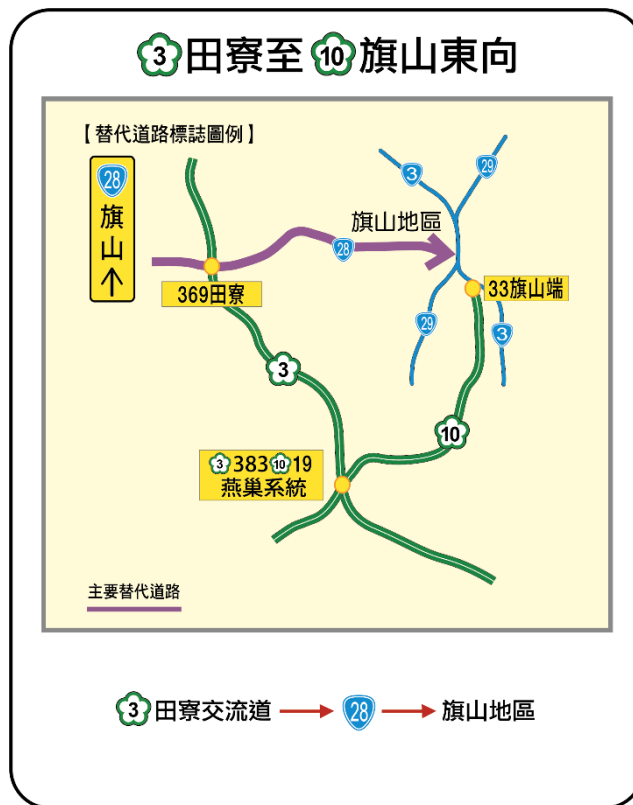 3田寮至10旗山東向
【替代道路標誌圖例】
28
旗
山
↑
3
29
旗山地區
28
369田寮
33旗山端
29
3
3
10
3 383 10 19
燕巢系統
主要替代道路
3田寮交流道 → 28 → 旗山地區